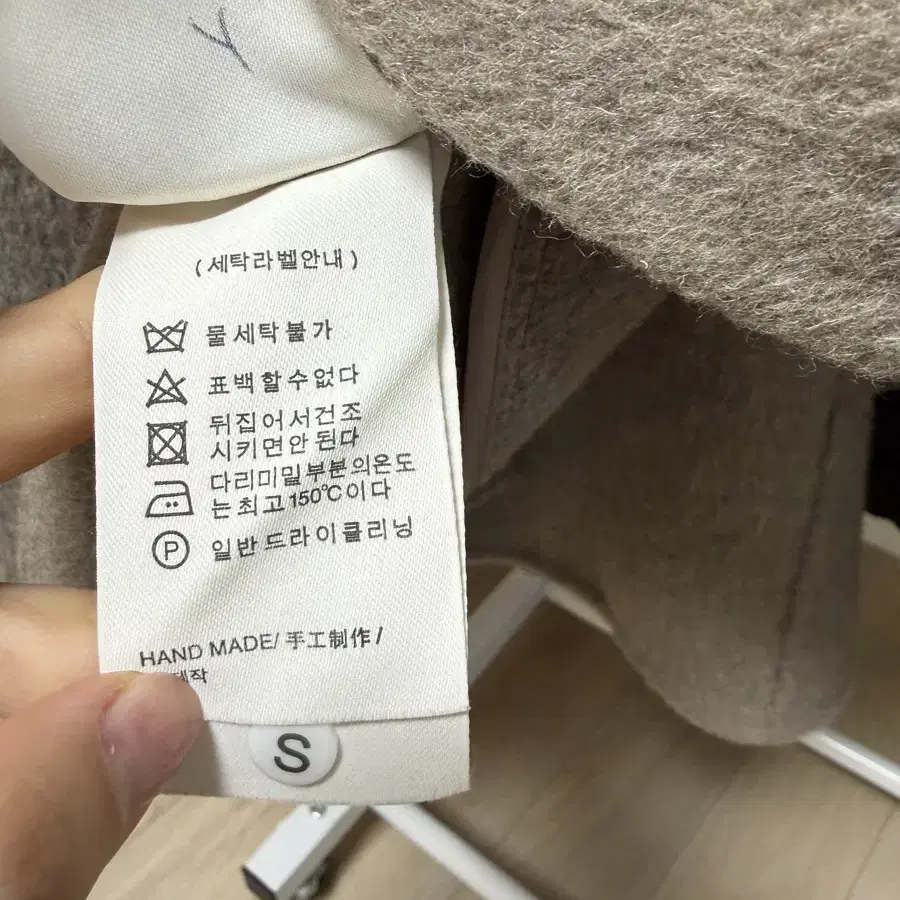 Y
(세탁라벨안내)
물세탁불가
표백할수없다
뒤집어서건조
시키면안된다
다리미밑부분의온도
는최고150℃이다
P 일반드라이클리닝
HAND MADE/ 手工制作/
작
S